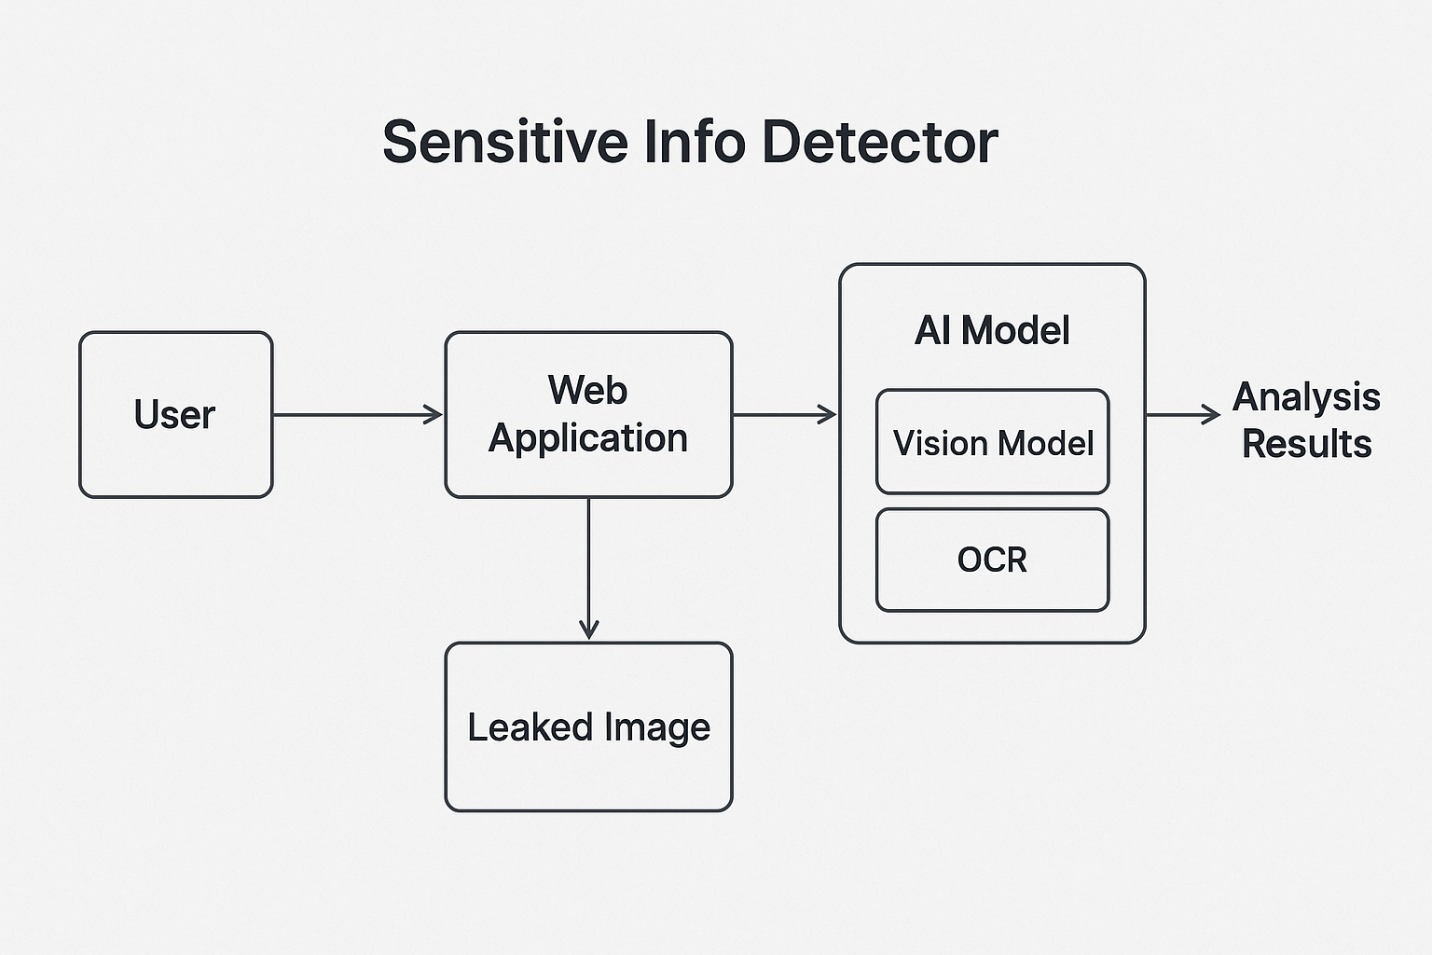 Sensitive Info Detector
User
Web
Application
AI Model
Vision Model
OCR
Analysis
Results
Leaked Image